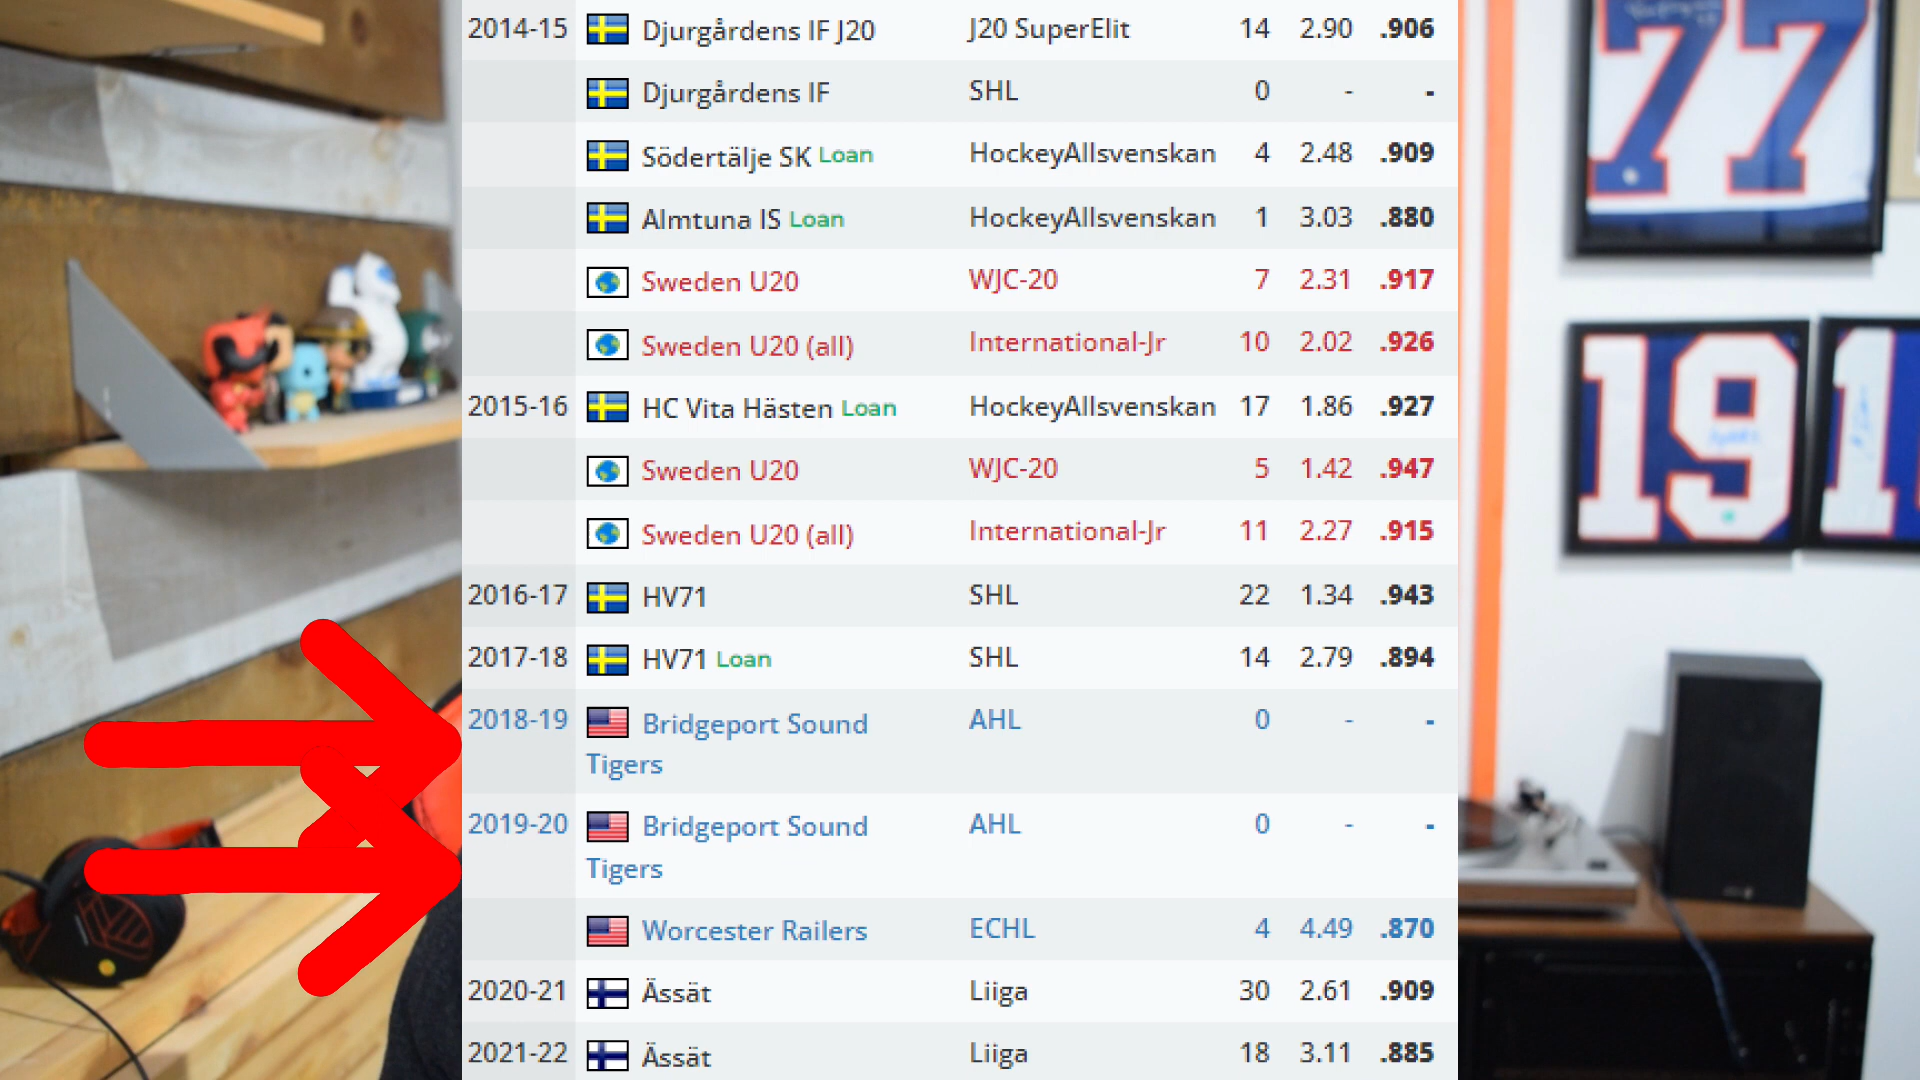 2014-15 Djurgårdens IF J20 J20 SuperElit 14 2.90 .906
Djurgårdens IF SHL 0 - -
Södertälje SK Loan HockeyAllsvenskan 4 2.48 .909
Almtuna IS Loan HockeyAllsvenskan 1 3.03 .880
Sweden U20 WJC-20 7 2.31 .917
Sweden U20 (all) International-Jr 10 2.02 .926
2015-16 HC Vita Hästen Loan HockeyAllsvenskan 17 1.86 .927
Sweden U20 WJC-20 5 1.42 .947
Sweden U20 (all) International-Jr 11 2.27 .915
2016-17 HV71 SHL 22 1.34 .943
2017-18 HV71 Loan SHL 14 2.79 .894
2018-19 Bridgeport Sound AHL 0 - -
Tigers
2019-20 Bridgeport Sound AHL 0 - -
Tigers
Worcester Railers ECHL 4 4.49 .870
2020-21 Ässät Liiga 30 2.61 .909
2021-22 Ässät Liiga 18 3.11 .885
77
19
1